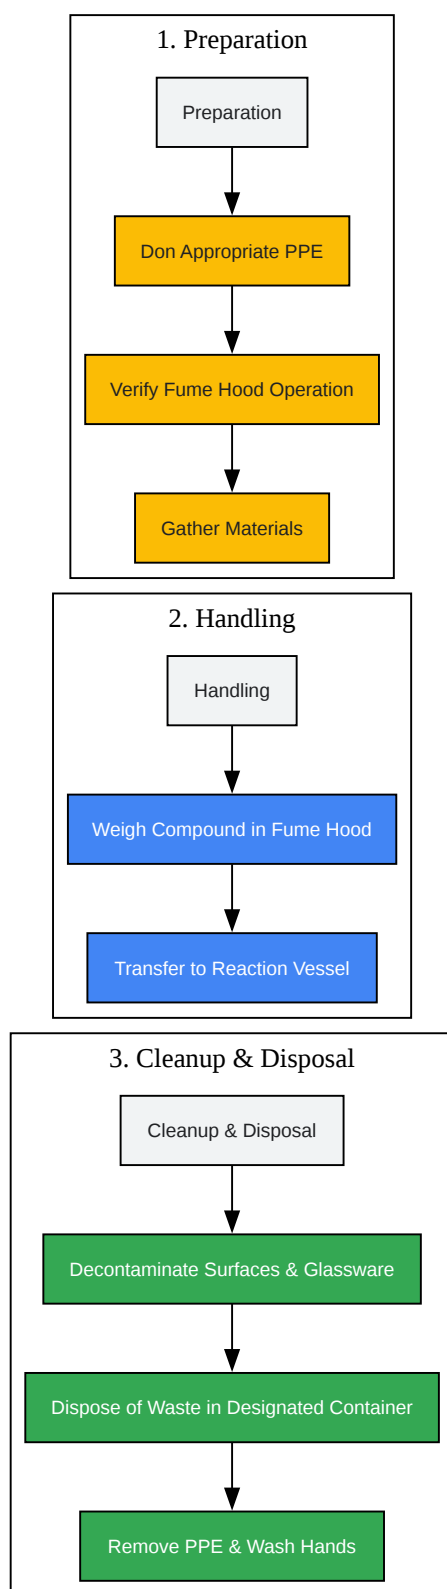 1. Preparation
Preparation
Don Appropriate PPE
Verify Fume Hood Operation
Gather Materials
2. Handling
Handling
Weigh Compound in Fume Hood
Transfer to Reaction Vessel
3. Cleanup & Disposal
Cleanup & Disposal
Decontaminate Surfaces & Glassware
Dispose of Waste in Designated Container
Remove PPE & Wash Hands